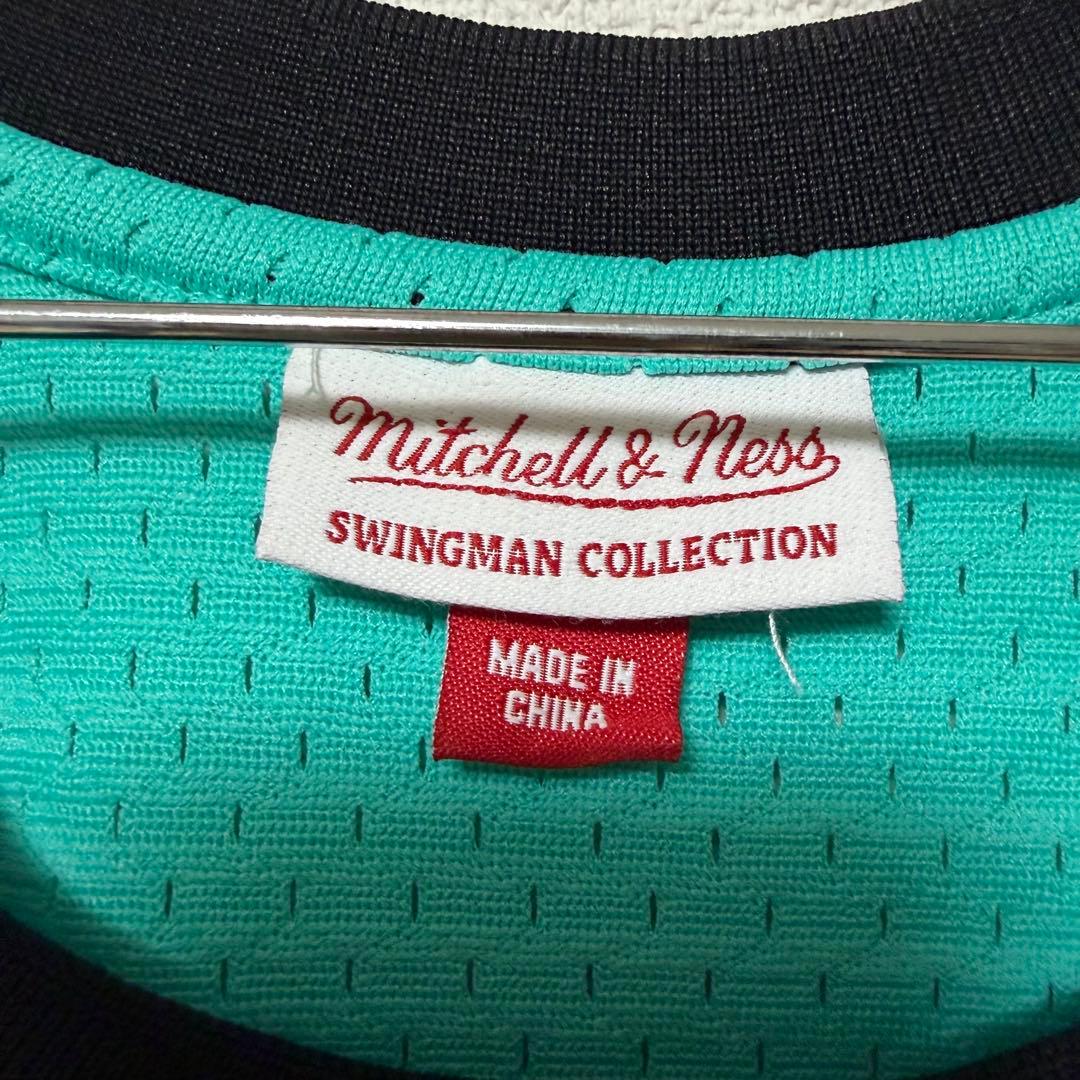 Mitchell & Ness
SWINGMAN COLLECTION
MADE IN
CHINA